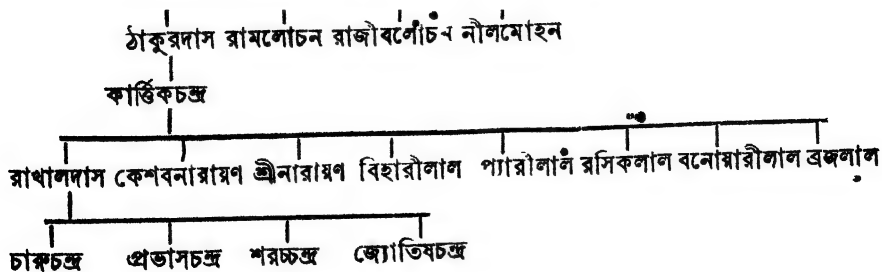 ঠাকুরদাস রামলোচন রাজীবলোচন নীলমোহন
কার্ত্তিকচন্দ্র
রাখালদাস কেশবনারায়ণ শ্রীনারায়ণ বিহারীলাল প্যারীলাল রসিকলাল বনোয়ারীলাল ব্রজলাল
চারুচন্দ্র প্রভাসচন্দ্র শরচ্চন্দ্র জ্যোতিষচন্দ্র